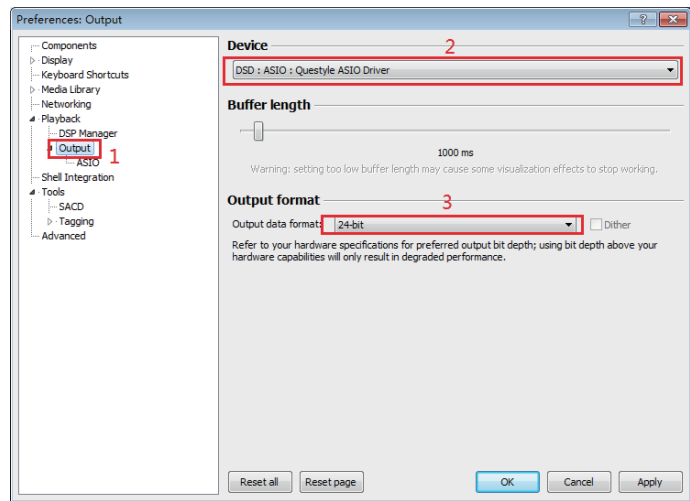 Preferences: Output
Components
Display
Keyboard Shortcuts
Media Library
Networking
Playback
DSP Manager
Output
1
ASIO
Shell Integration
Tools
SACD
Tagging
Advanced
Device
2
DSD : ASIO : Questyle ASIO Driver
Buffer length
1000 ms
Warning: setting too low buffer length may cause some visualization effects to stop working.
Output format
3
Output data format: 24-bit Dither
Refer to your hardware specifications for preferred output bit depth; using bit depth above your
hardware capabilities will only result in degraded performance.
Reset all Reset page OK Cancel Apply